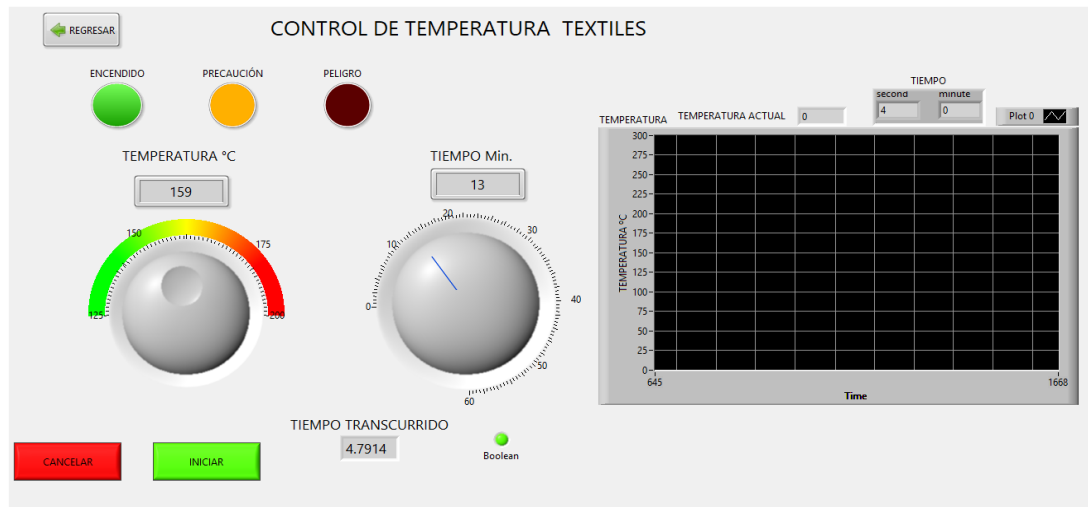 REGRESAR
CONTROL DE TEMPERATURA TEXTILES
ENCENDIDO
PRECAUCIÓN
PELIGRO
TEMPERATURA °C
159
125
150
175
200
TIEMPO Min.
13
0
10
20
30
40
50
60
TIEMPO TRANSCURRIDO
4.7914
Boolean
CANCELAR
INICIAR
TIEMPO
second
minute
4
0
TEMPERATURA
TEMPERATURA ACTUAL
0
Plot 0
TEMPERATURA °C
300
275
250
225
200
175
150
125
100
75
50
25
0
645
1668
Time